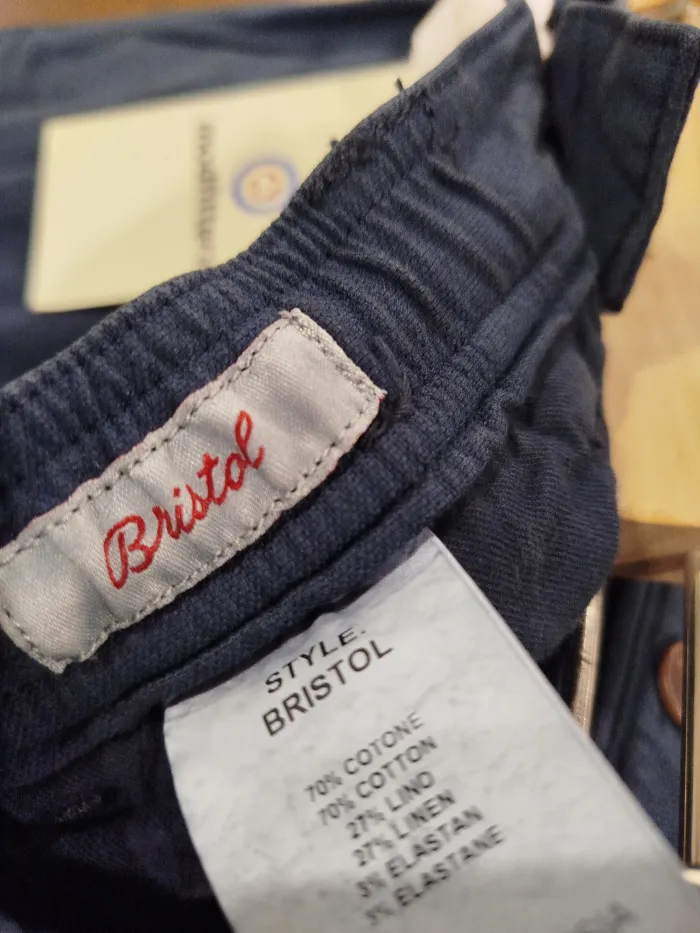 Bristol
STYLE:
BRISTOL
70% COTONE
70% COTTON
27% LINO
27% LINEN
3% ELASTAN
3% ELASTANE